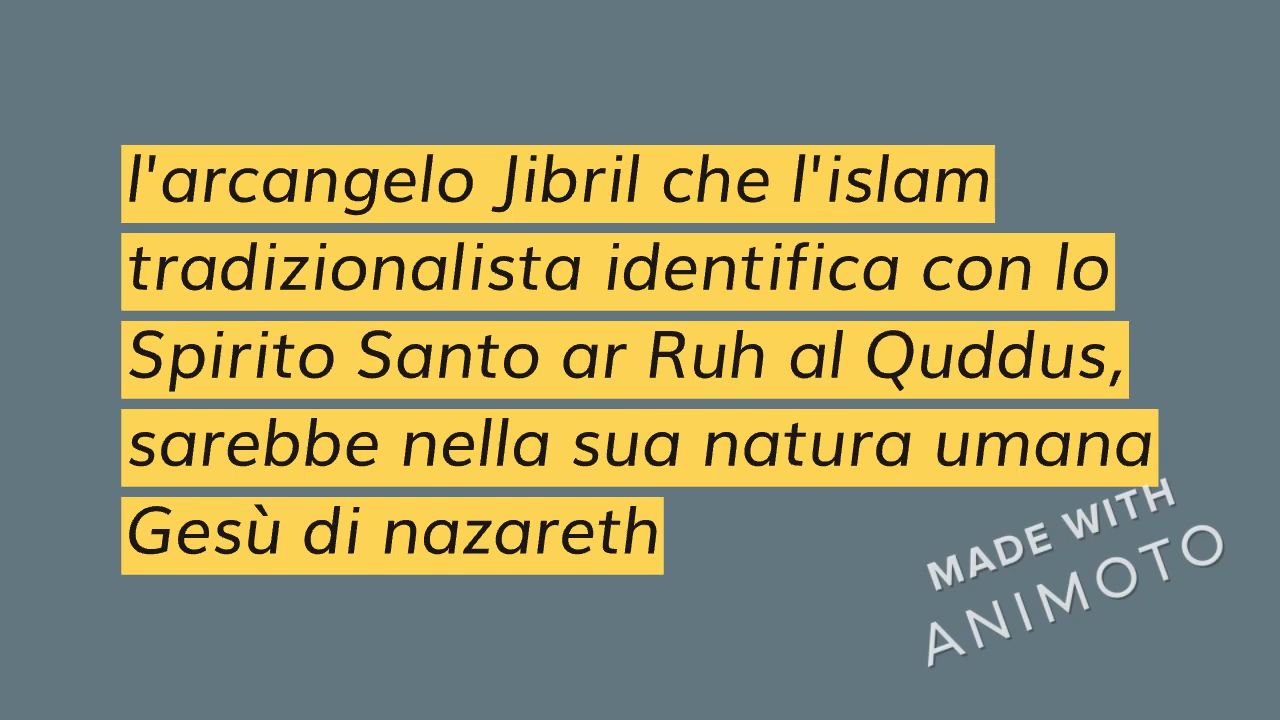 l'arcangelo Jibril che l'islam
tradizionalista identifica con lo
Spirito Santo ar Ruh al Quddus,
sarebbe nella sua natura umana
Gesù di nazareth
MADE WITH
ANIMOTO